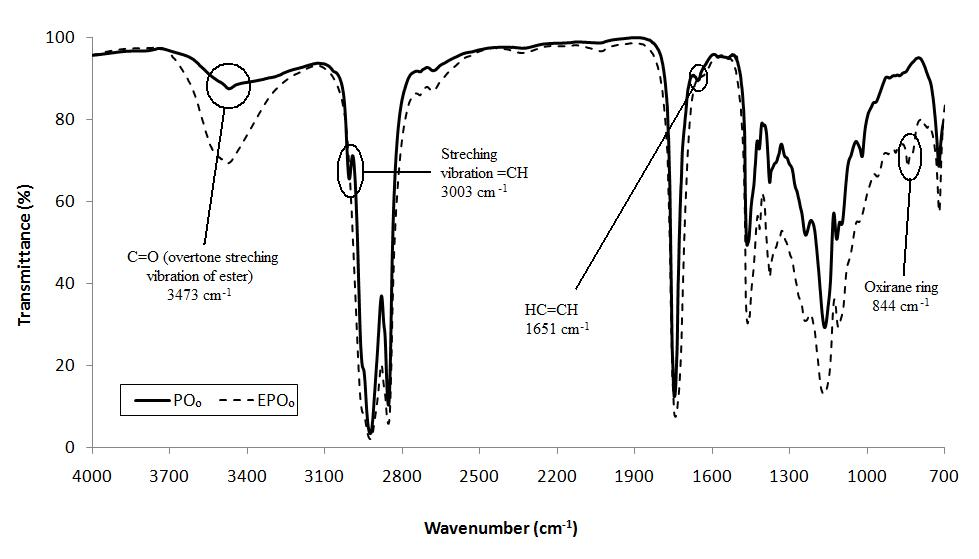 100
80
60
40
20
0
Transmittance (%)
C=O (overtone streching
vibration of ester)
3473 cm-1
Streching
vibration =CH
3003 cm-1
HC=CH
1651 cm-1
Oxirane ring
844 cm-1
POo EPOo
4000 3700 3400 3100 2800 2500 2200 1900 1600 1300 1000 700
Wavenumber (cm-1)